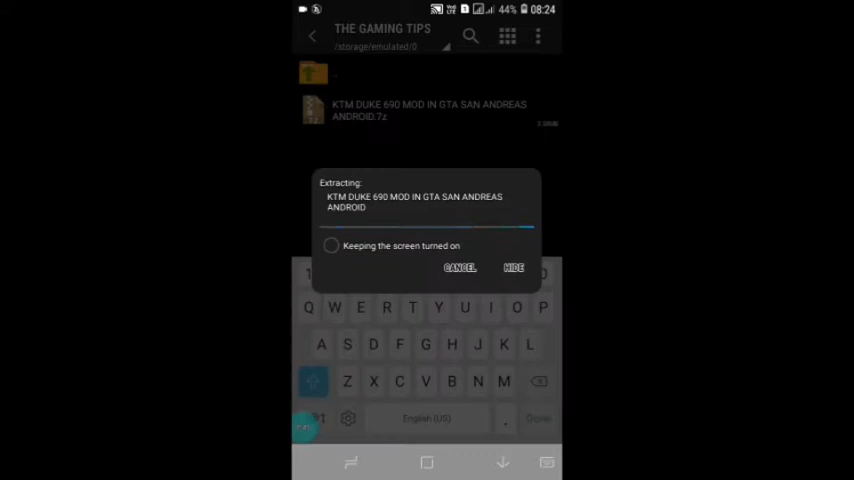 44% 08:24
THE GAMING TIPS
/storage/emulated/0
..
KTM DUKE 690 MOD IN GTA SAN ANDREAS
ANDROID.7z
Extracting:
KTM DUKE 690 MOD IN GTA SAN ANDREAS
ANDROID
Keeping the screen turned on
CANCEL HIDE
Q W E R T Y U I O P
A S D F G H J K L
Z X C V B N M
English (US) . Done